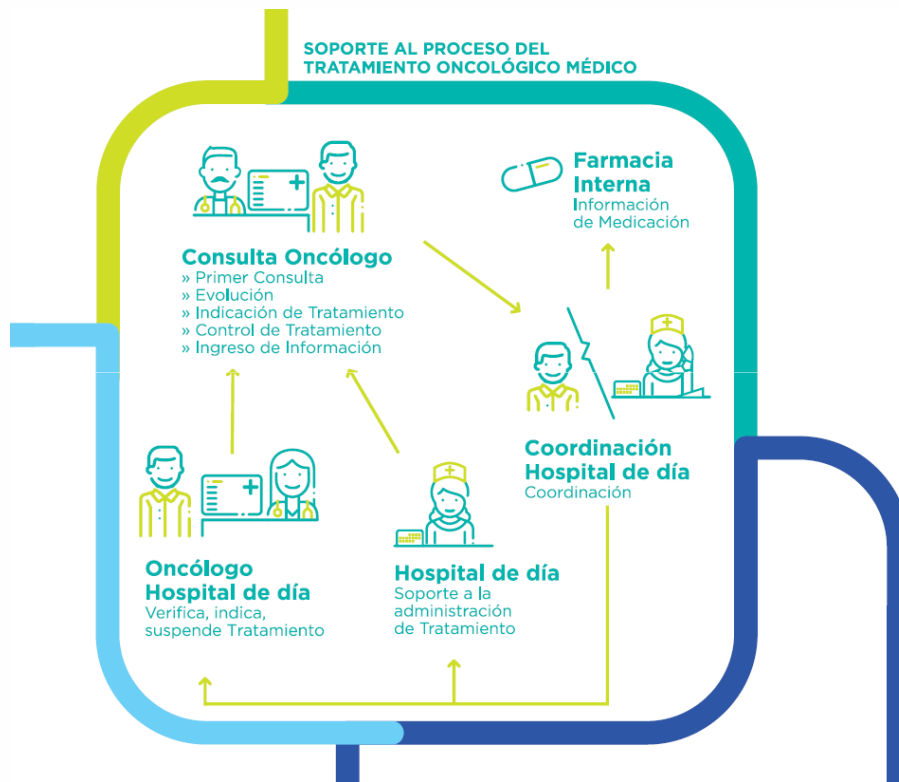 SOPORTE AL PROCESO DEL
TRATAMIENTO ONCOLÓGICO MÉDICO
Consulta Oncólogo
» Primer Consulta
» Evolución
» Indicación de Tratamiento
» Control de Tratamiento
» Ingreso de Información
Farmacia
Interna
Información
de Medicación
Coordinación
Hospital de día
Coordinación
Oncólogo
Hospital de día
Verifica, indica,
suspende Tratamiento
Hospital de día
Soporte a la
administración
de Tratamiento